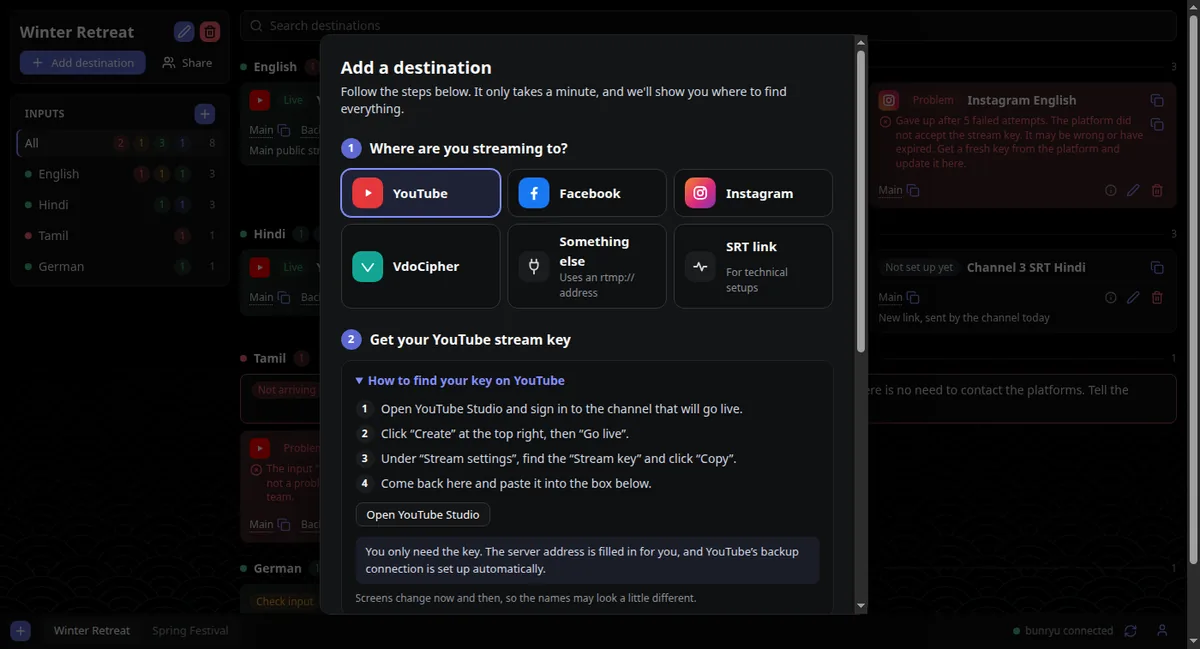 Winter Retreat
Add destination
Share
INPUTS
All 2 1 3 1 8
English 1 1 1 3
Hindi 1 1 3
Tamil 1 1
German 1 1
Search destinations
English 1
3
Live
Main
Main public
Problem Instagram English
Gave up after 5 failed attempts. The platform did
not accept the stream key. It may be wrong or have
expired. Get a fresh key from the platform and
update it here.
Main
Hindi 1
3
Live
Main
Not set up yet Channel 3 SRT Hindi
Main
New link, sent by the channel today
Tamil 1
1
Not arriving
ere is no need to contact the platforms. Tell the
Problem
The input
not a
team.
Main
German 1
1
Check input
Add a destination
Follow the steps below. It only takes a minute, and we'll show you where to find
everything.
1 Where are you streaming to?
YouTube
Facebook
Instagram
VdoCipher
Something
else
Uses an rtmp://
address
SRT link
For technical
setups
2 Get your YouTube stream key
▼ How to find your key on YouTube
1 Open YouTube Studio and sign in to the channel that will go live.
2 Click “Create” at the top right, then “Go live”.
3 Under “Stream settings”, find the “Stream key” and click “Copy”.
4 Come back here and paste it into the box below.
Open YouTube Studio
You only need the key. The server address is filled in for you, and YouTube’s backup
connection is set up automatically.
Screens change now and then, so the names may look a little different.
Winter Retreat
Spring Festival
bunryu connected